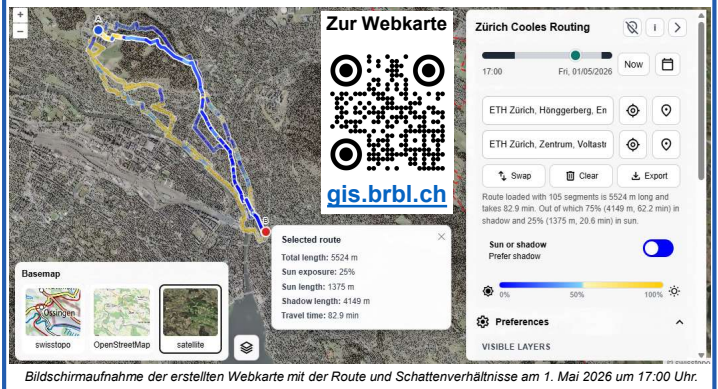 +
−
A
B
Zur Webkarte
gis.brbl.ch
Selected route
Total length: 5524 m
Sun exposure: 25%
Sun length: 1375 m
Shadow length: 4149 m
Travel time: 82.9 min
Basemap
Ossingen
swisstopo
OpenStreetMap
satellite
Zürich Cooles Routing
i
17:00
Fri, 01/05/2026
Now
ETH Zürich, Hönggerberg, En
ETH Zürich, Zentrum, Voltastr
Swap
Clear
Export
Route loaded with 105 segments is 5524 m long and
takes 82.9 min. Out of which 75% (4149 m, 62.2 min) in
shadow and 25% (1375 m, 20.6 min) in sun.
Sun or shadow
Prefer shadow
0%
50%
100%
Preferences
VISIBLE LAYERS
Bildschirmaufnahme der erstellten Webkarte mit der Route und Schattenverhältnisse am 1. Mai 2026 um 17:00 Uhr.